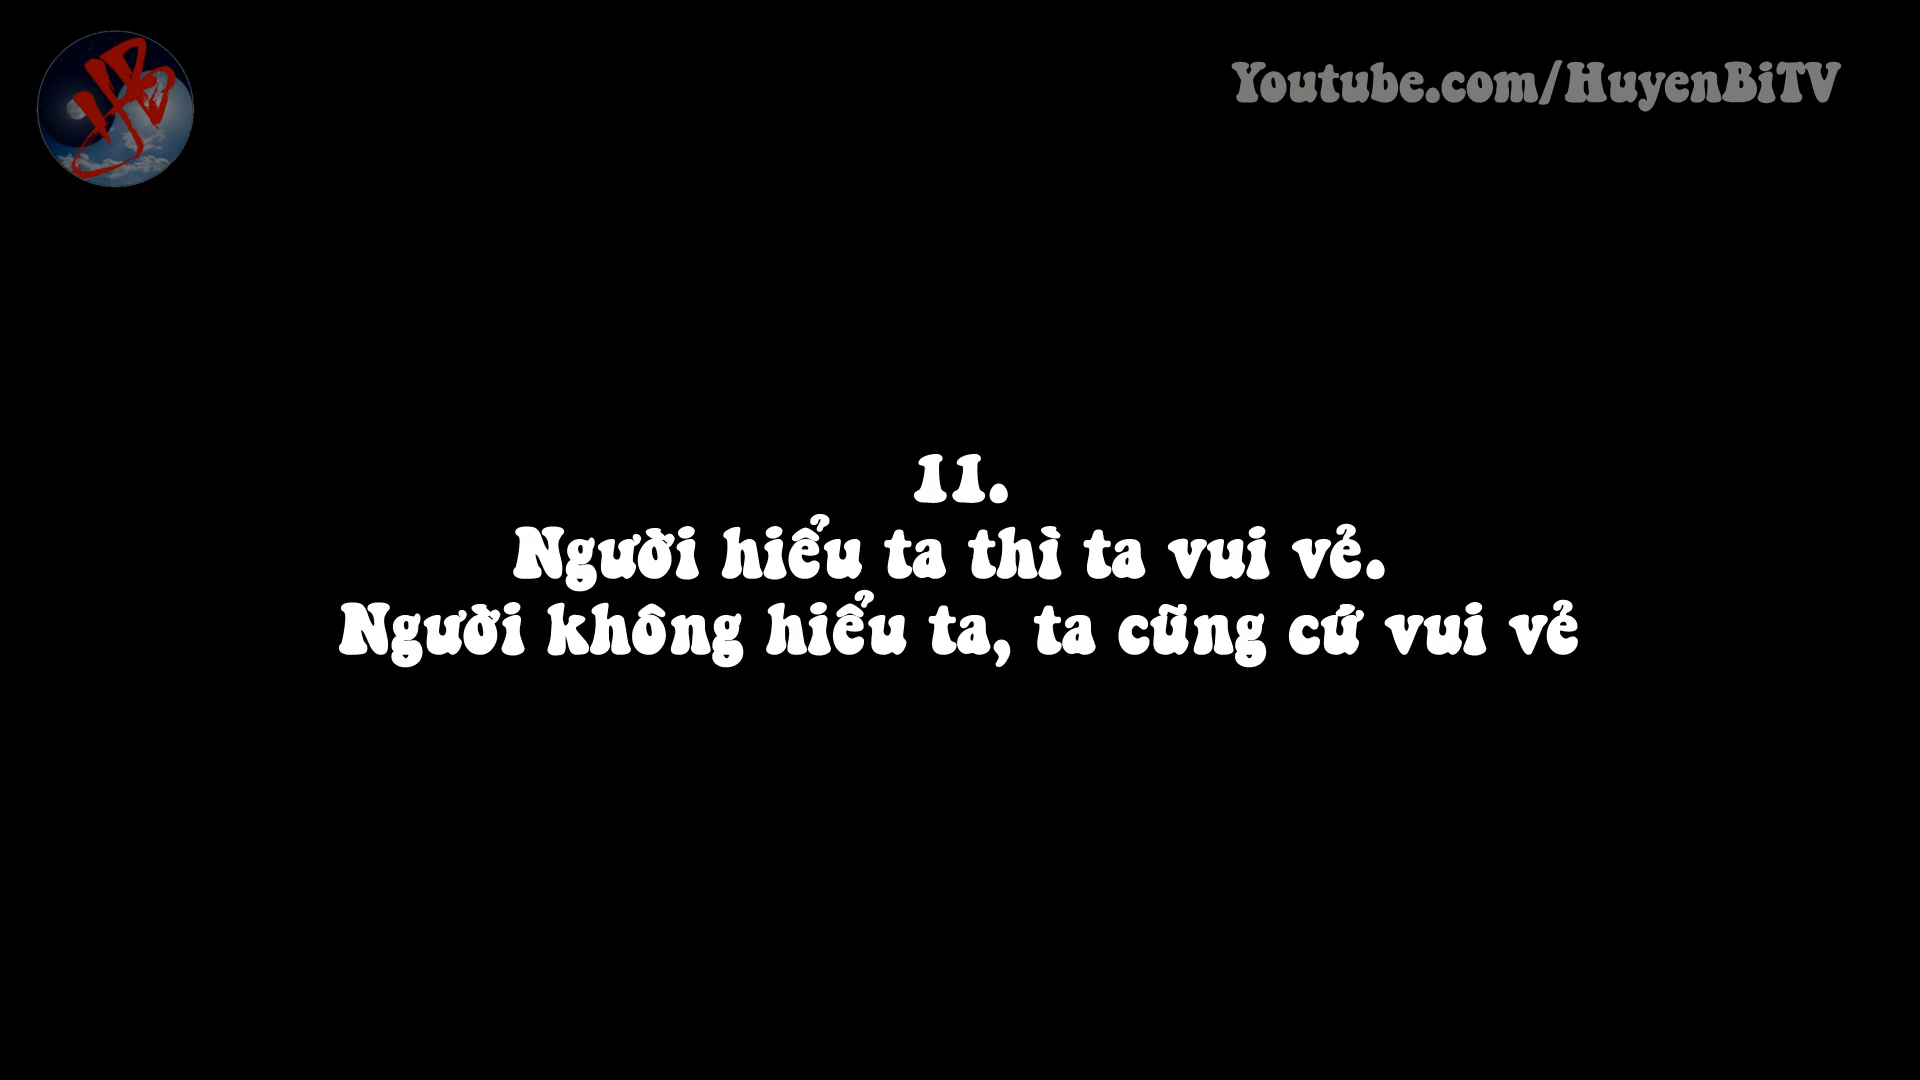 Youtube.com/HuyenBiTV
11.
Người hiểu ta thì ta vui vẻ.
Người không hiểu ta, ta cũng cứ vui vẻ